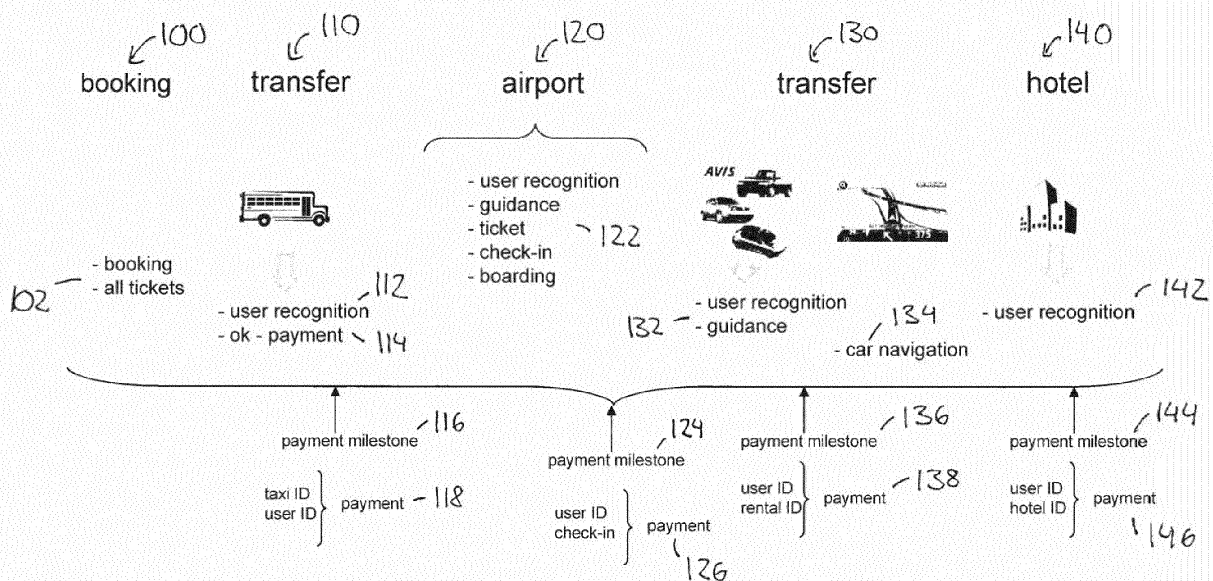 100
110
120
130
140
booking
transfer
airport
transfer
hotel
- user recognition
- guidance
- ticket
- check-in
- boarding
122
AVIS
102
- booking
- all tickets
- user recognition
- ok - payment
112
114
132
- user recognition
- guidance
134
- car navigation
142
- user recognition
116
payment milestone
124
payment milestone
136
payment milestone
144
payment milestone
taxi ID
user ID
payment
118
user ID
check-in
payment
126
user ID
rental ID
payment
138
user ID
hotel ID
payment
146